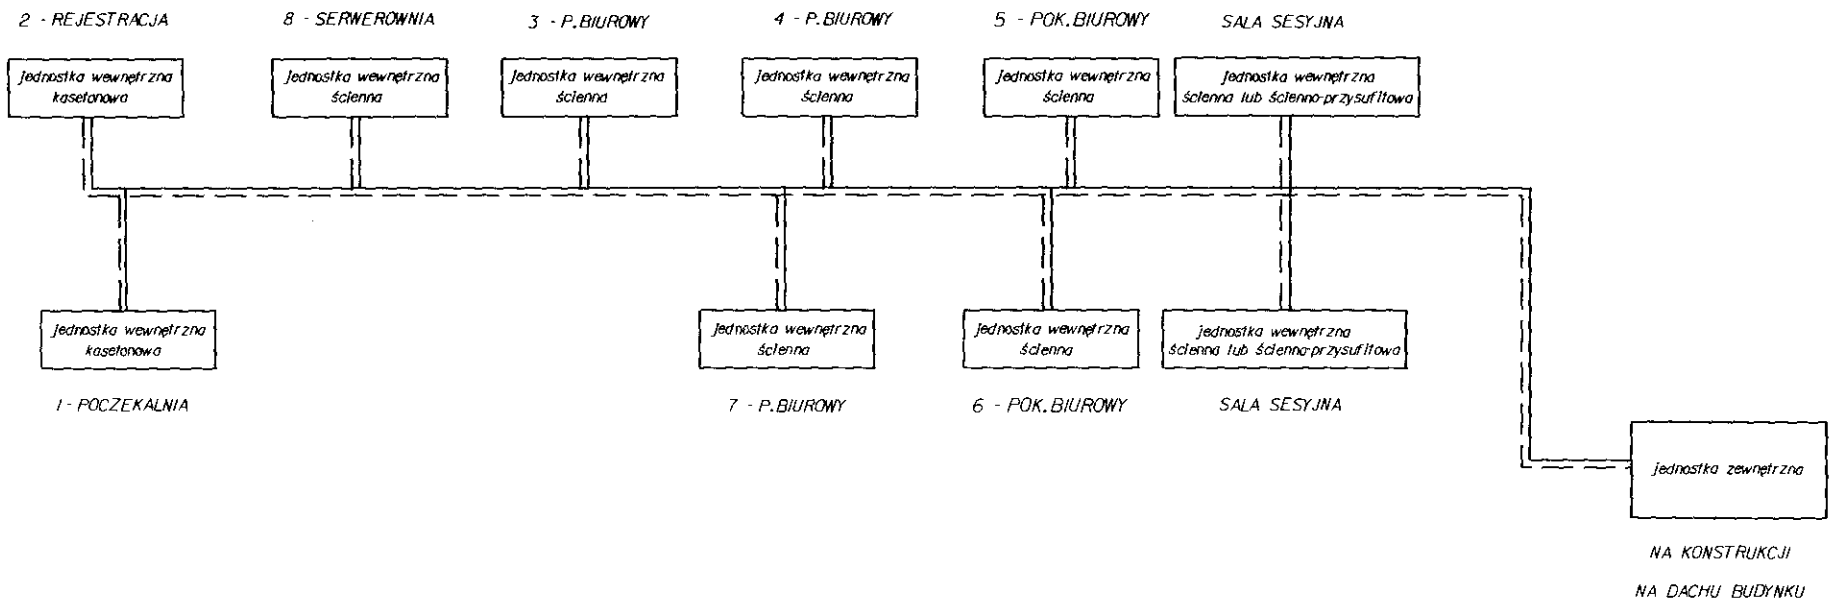 2 - REJESTRACJA
8 - SERWEROWNIA
3 - P.BIUROWY
4 - P.BIUROWY
5 - POK.BIUROWY
SALA SESYJNA
jednostka wewnętrzna
kasetonowa
jednostka wewnętrzna
ścienna
jednostka wewnętrzna
ścienna
jednostka wewnętrzna
ścienna
jednostka wewnętrzna
ścienna
jednostka wewnętrzna
ścienna lub ścienno-przysufitowa
jednostka wewnętrzna
kasetonowa
jednostka wewnętrzna
ścienna
jednostka wewnętrzna
ścienna
jednostka wewnętrzna
ścienna lub ścienno-przysufitowa
1 - POCZEKALNIA
7 - P.BIUROWY
6 - POK.BIUROWY
SALA SESYJNA
jednostka zewnętrzna
NA KONSTRUKCJI
NA DACHU BUDYNKU